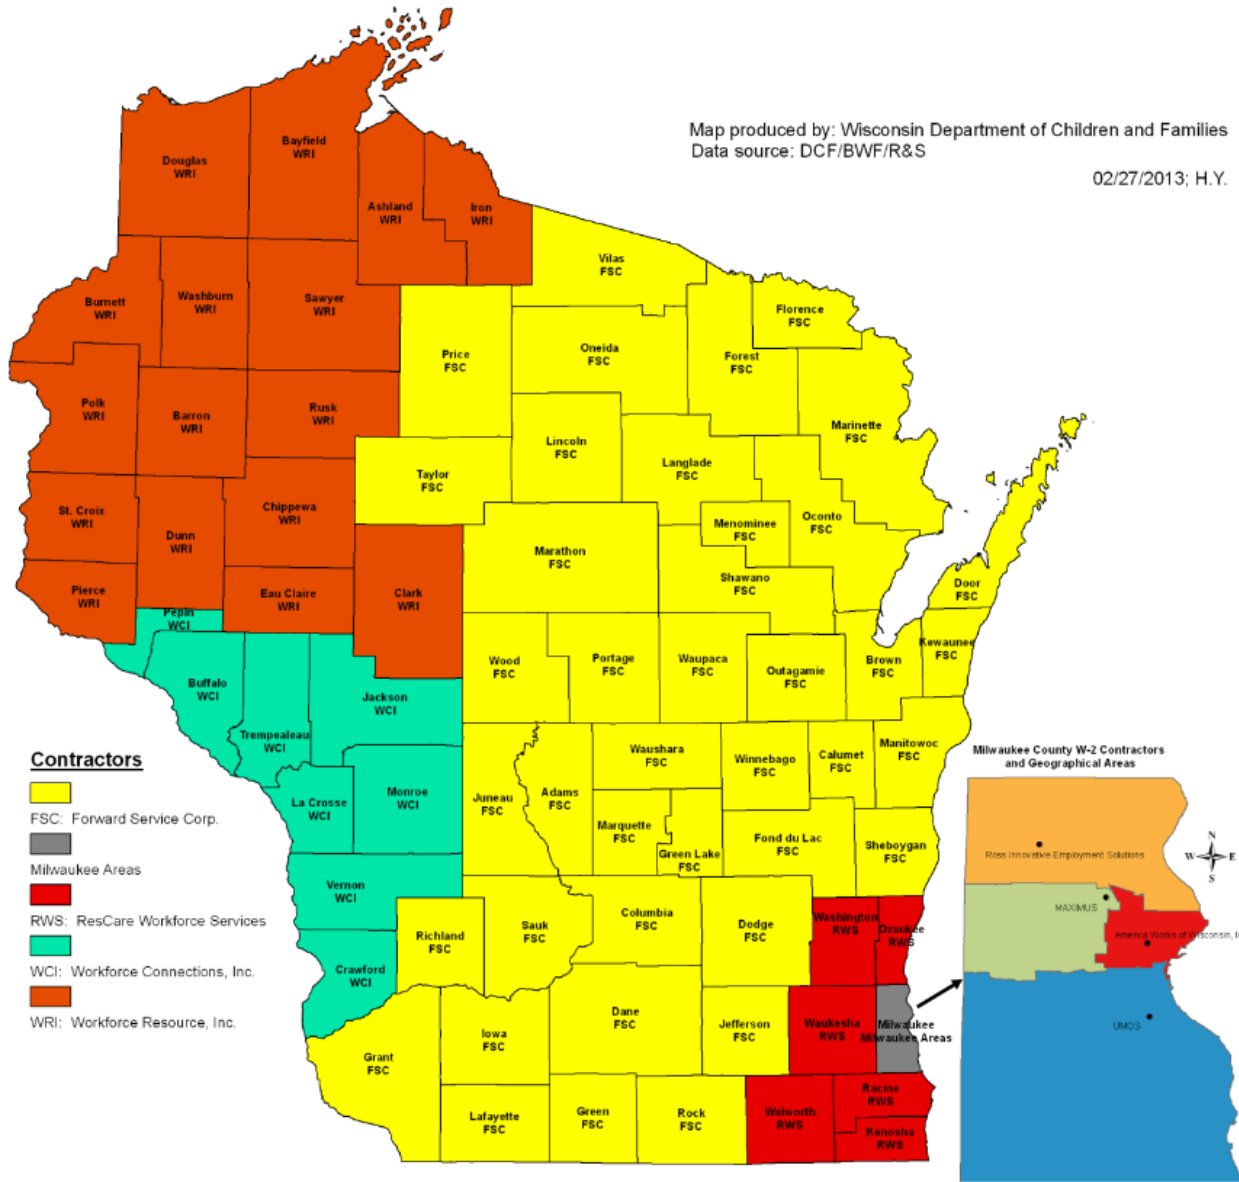 Map produced by: Wisconsin Department of Children and Families
Data source: DCF/BWF/R&S
02/27/2013; H.Y.
Douglas
WRI
Bayfield
WRI
Ashland
WRI
Iron
WRI
Vilas
FSC
Burnett
WRI
Washburn
WRI
Sawyer
WRI
Florence
FSC
Price
FSC
Oneida
FSC
Forest
FSC
Polk
WRI
Barron
WRI
Rusk
WRI
Marinette
FSC
Taylor
FSC
Lincoln
FSC
Langlade
FSC
St. Croix
WRI
Dunn
WRI
Chippewa
WRI
Menominee
FSC
Oconto
FSC
Marathon
FSC
Shawano
FSC
Door
FSC
Pierce
WRI
Eau Claire
WRI
Clark
WRI
Pepin
WCI
Wood
FSC
Portage
FSC
Waupaca
FSC
Outagamie
FSC
Brown
FSC
Kewaunee
FSC
Buffalo
WCI
Jackson
WCI
Trempealeau
WCI
Waushara
FSC
Winnebago
FSC
Calumet
FSC
Manitowoc
FSC
La Crosse
WCI
Monroe
WCI
Juneau
FSC
Adams
FSC
Marquette
FSC
Green Lake
FSC
Fond du Lac
FSC
Sheboygan
FSC
Vernon
WCI
Richland
FSC
Sauk
FSC
Columbia
FSC
Dodge
FSC
Washington
RWS
Ozaukee
RWS
Crawford
WCI
Grant
FSC
Iowa
FSC
Dane
FSC
Jefferson
FSC
Waukesha
RWS
Milwaukee
Milwaukee Areas
Lafayette
FSC
Green
FSC
Rock
FSC
Walworth
RWS
Racine
RWS
Kenosha
RWS
Contractors
FSC: Forward Service Corp.
Milwaukee Areas
RWS: ResCare Workforce Services
WCI: Workforce Connections, Inc.
WRI: Workforce Resource, Inc.
Milwaukee County W-2 Contractors
and Geographical Areas
N
W
E
S
Ross Innovative Employment Solutions
MAXIMUS
America Works of Wisconsin, I
UMOS